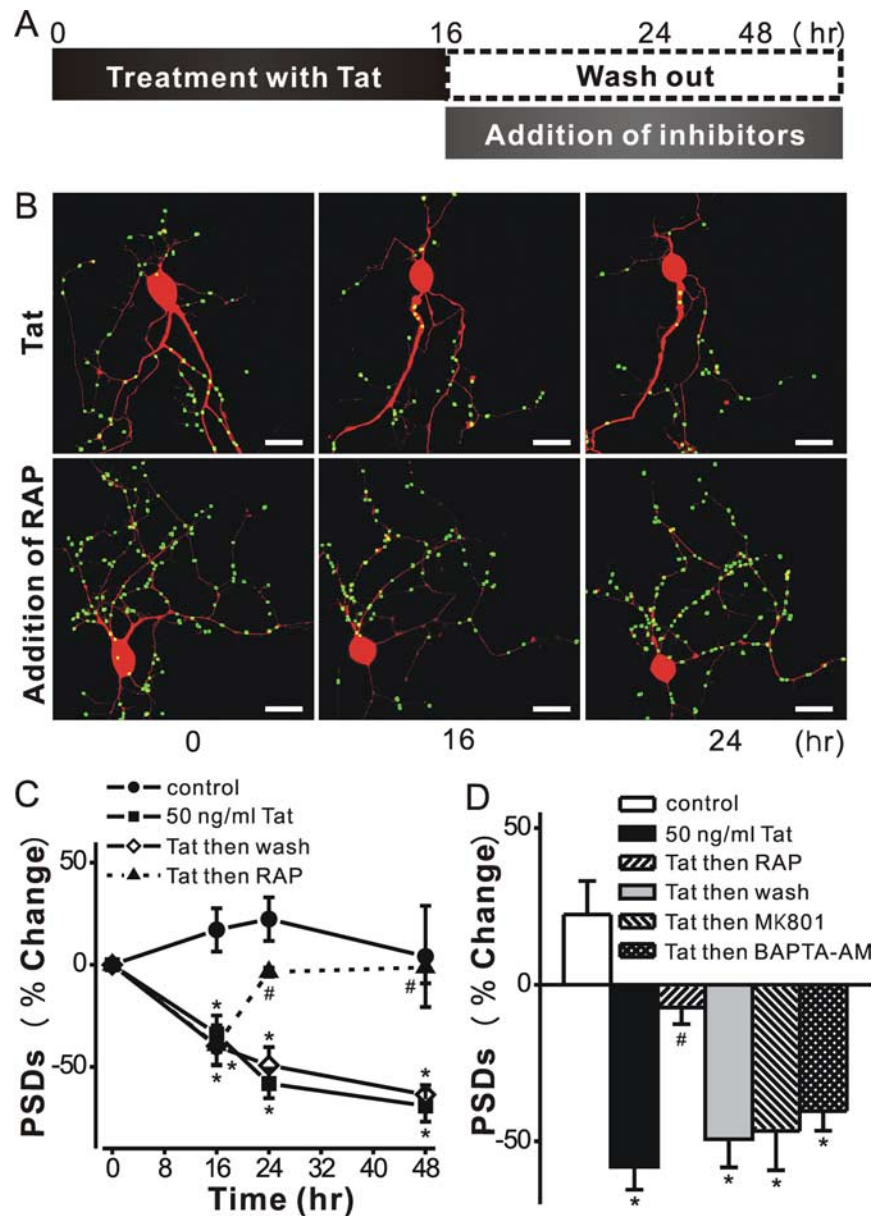 A
0 16 24 48 (hr)
Treatment with Tat
Wash out
Addition of inhibitors
B
Tat
Addition of RAP
0 16 24 (hr)
C
control
50 ng/ml Tat
Tat then wash
Tat then RAP
PSDs ( % Change)
50
0
-50
*
#
#
*
*
*
*
*
*
*
0 8 16 24 32 40 48
Time (hr)
D
control
50 ng/ml Tat
Tat then RAP
Tat then wash
Tat then MK801
Tat then BAPTA-AM
PSDs ( % Change)
50
0
-50
#
*
*
*
*